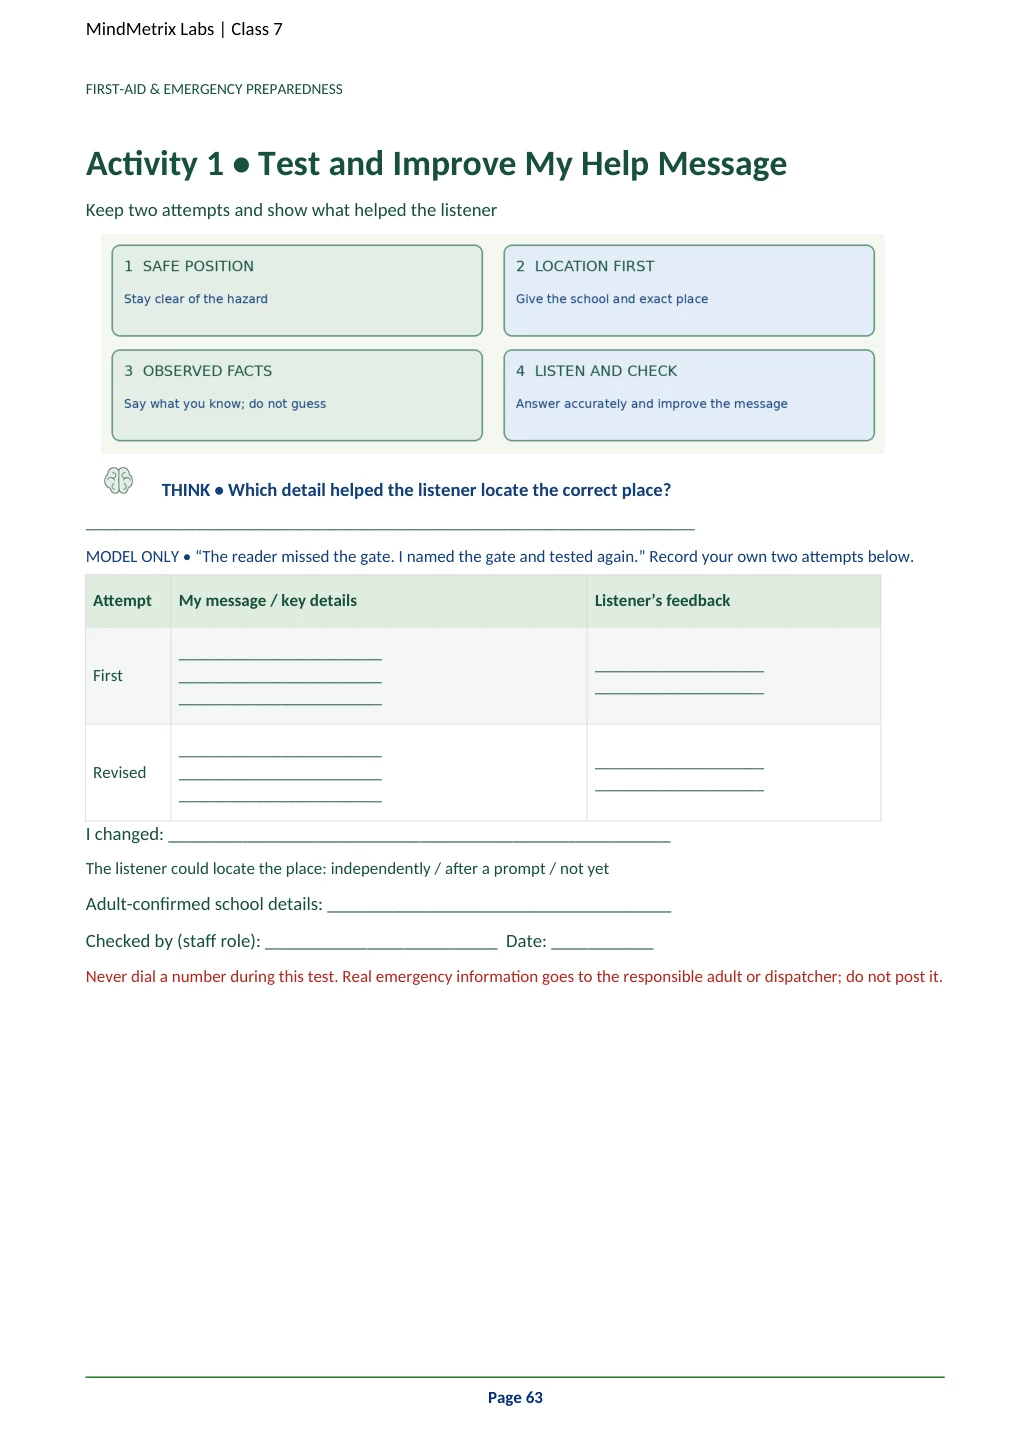 MindMetrix Labs | Class 7
FIRST-AID & EMERGENCY PREPAREDNESS
Activity 1 • Test and Improve My Help Message
Keep two attempts and show what helped the listener
1 SAFE POSITION
Stay clear of the hazard
2 LOCATION FIRST
Give the school and exact place
3 OBSERVED FACTS
Say what you know; do not guess
4 LISTEN AND CHECK
Answer accurately and improve the message
THINK • Which detail helped the listener locate the correct place?
MODEL ONLY • “The reader missed the gate. I named the gate and tested again.” Record your own two attempts below.
Attempt My message / key details Listener’s feedback
First
Revised
I changed: ______________________________________________________
The listener could locate the place: independently / after a prompt / not yet
Adult-confirmed school details: _____________________________________
Checked by (staff role): _________________________ Date: ___________
Never dial a number during this test. Real emergency information goes to the responsible adult or dispatcher; do not post it.
Page 63